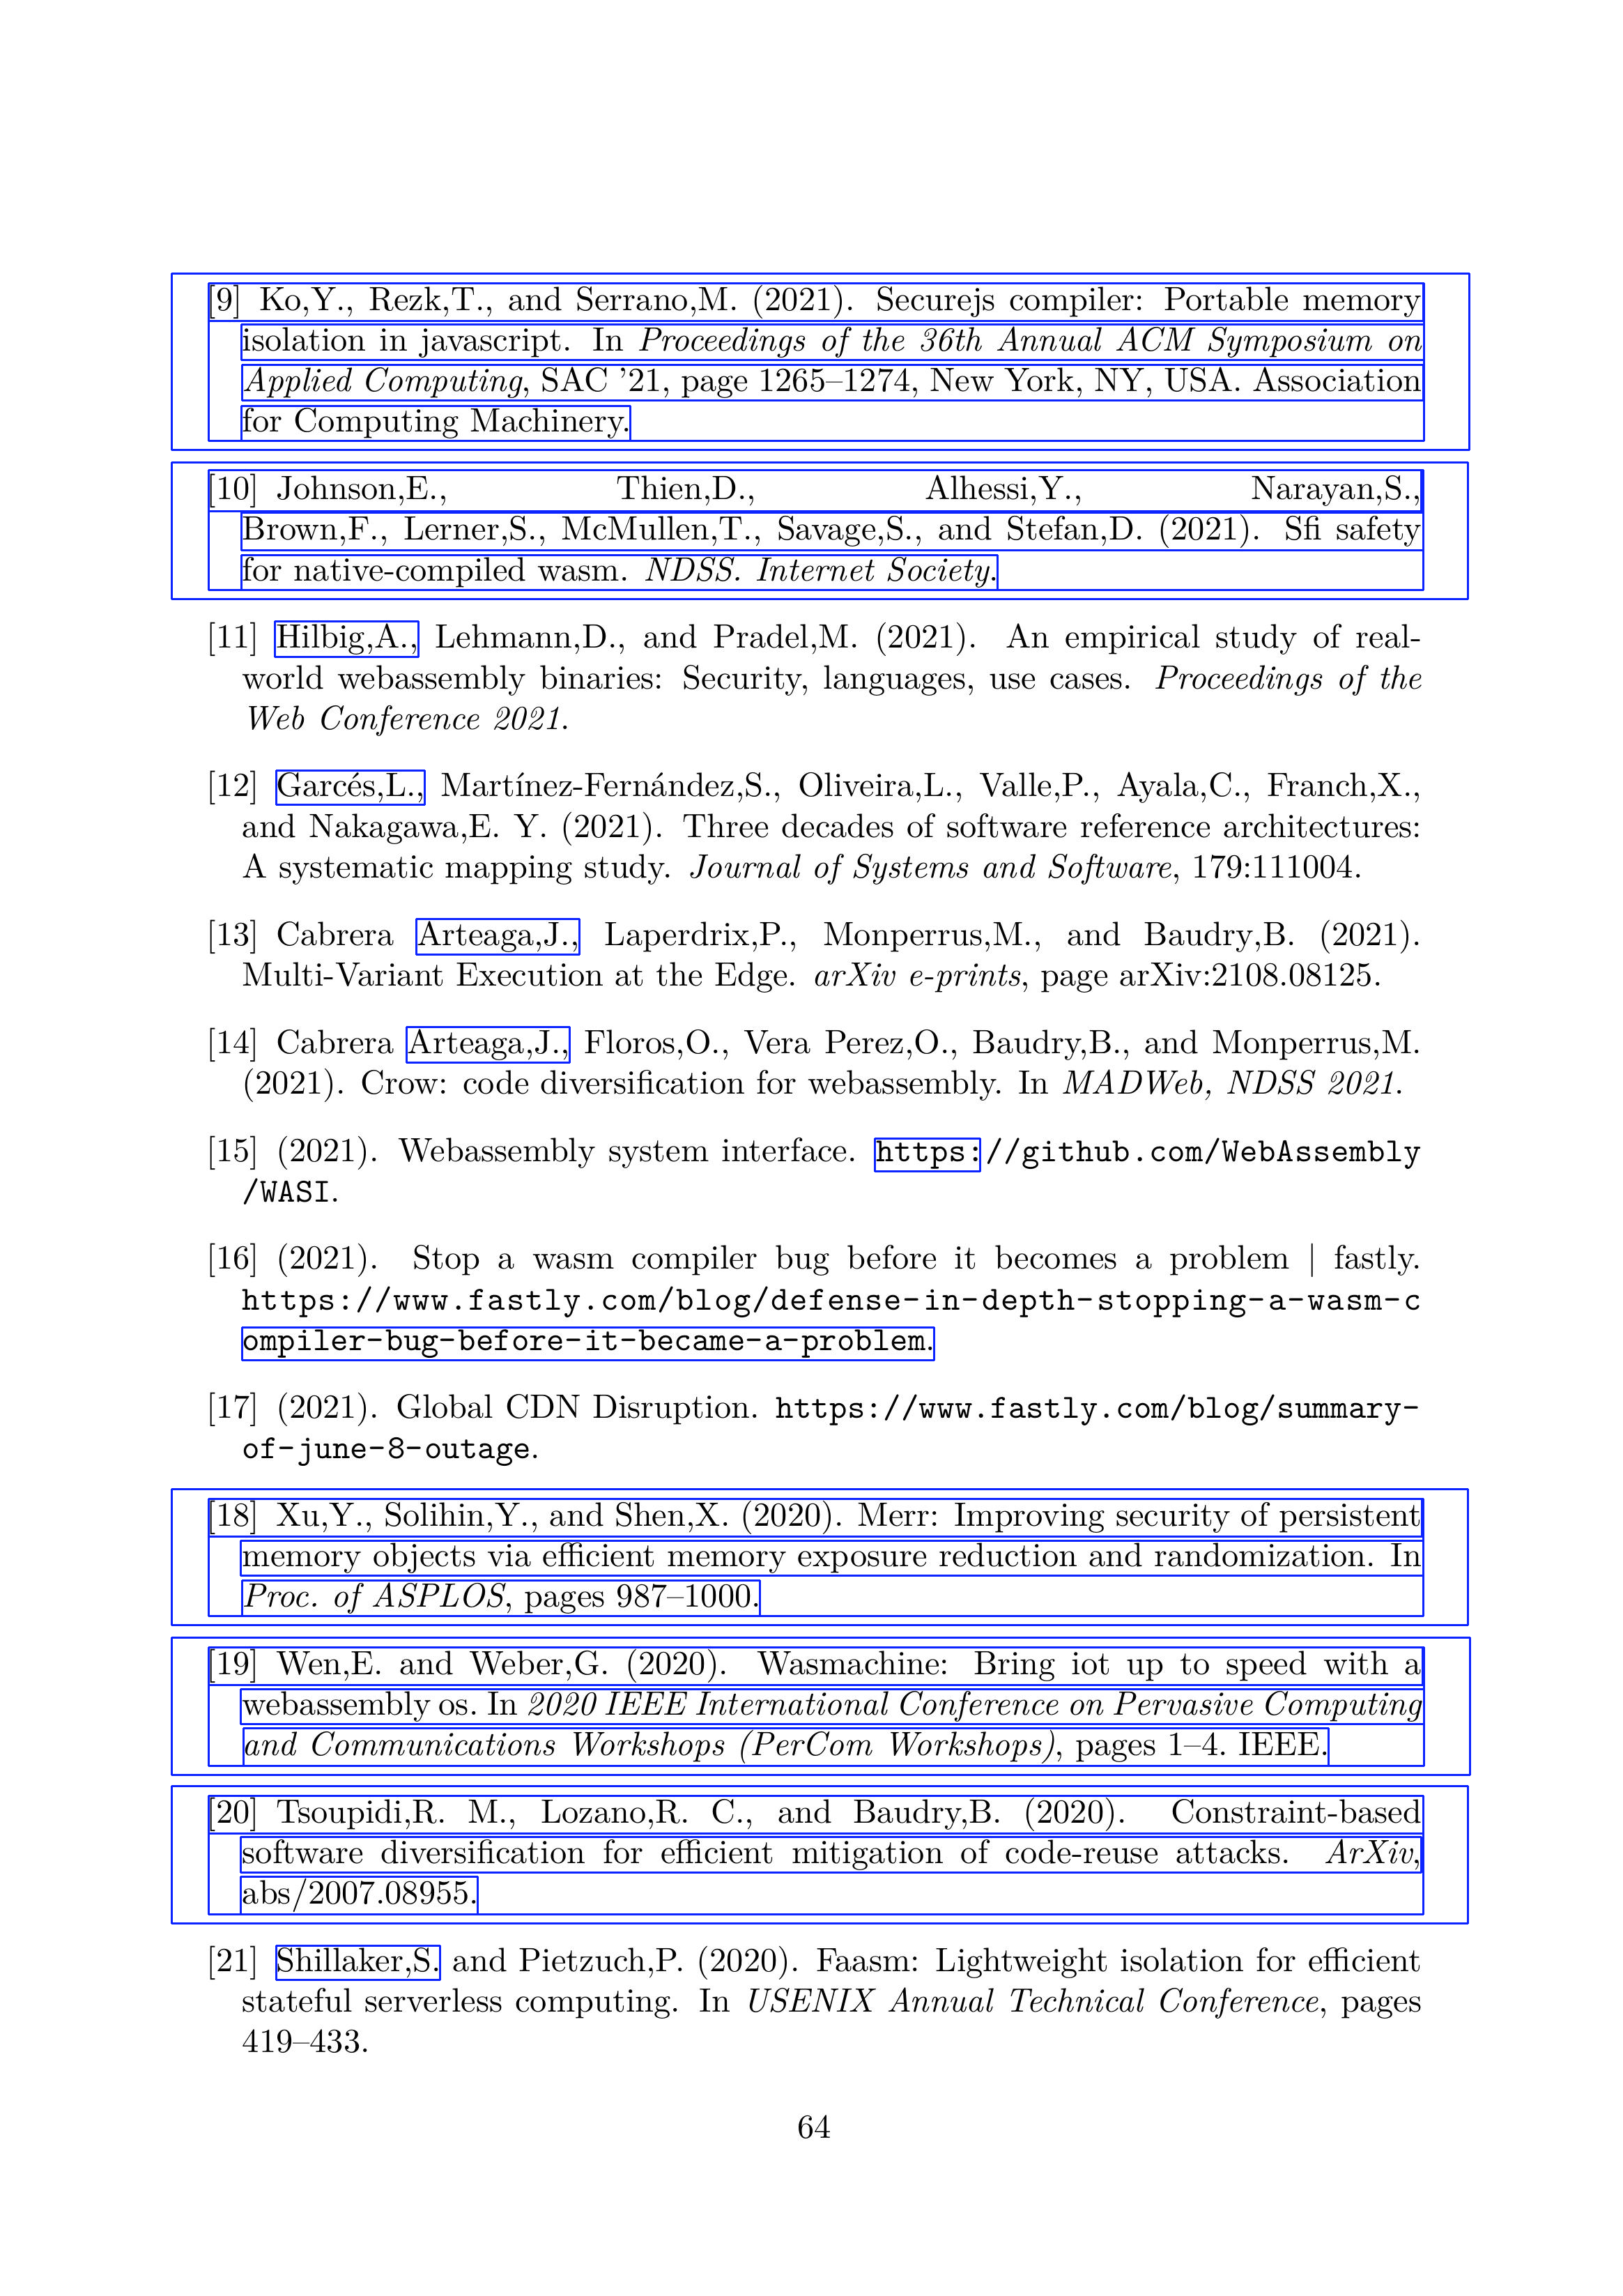 [9] Ko,Y., Rezk,T., and Serrano,M. (2021). Securejs compiler: Portable memory
isolation in javascript. In Proceedings of the 36th Annual ACM Symposium on
Applied Computing, SAC ’21, page 1265–1274, New York, NY, USA. Association
for Computing Machinery.
[10] Johnson,E., Thien,D., Alhessi,Y., Narayan,S.,
Brown,F., Lerner,S., McMullen,T., Savage,S., and Stefan,D. (2021). Sfi safety
for native-compiled wasm. NDSS. Internet Society.
[11] Hilbig,A., Lehmann,D., and Pradel,M. (2021). An empirical study of real-
world webassembly binaries: Security, languages, use cases. Proceedings of the
Web Conference 2021.
[12] Garcés,L., Martínez-Fernández,S., Oliveira,L., Valle,P., Ayala,C., Franch,X.,
and Nakagawa,E. Y. (2021). Three decades of software reference architectures:
A systematic mapping study. Journal of Systems and Software, 179:111004.
[13] Cabrera Arteaga,J., Laperdrix,P., Monperrus,M., and Baudry,B. (2021).
Multi-Variant Execution at the Edge. arXiv e-prints, page arXiv:2108.08125.
[14] Cabrera Arteaga,J., Floros,O., Vera Perez,O., Baudry,B., and Monperrus,M.
(2021). Crow: code diversification for webassembly. In MADWeb, NDSS 2021.
[15] (2021). Webassembly system interface. https://github.com/WebAssembly
/WASI.
[16] (2021). Stop a wasm compiler bug before it becomes a problem | fastly.
https://www.fastly.com/blog/defense-in-depth-stopping-a-wasm-c
ompiler-bug-before-it-became-a-problem.
[17] (2021). Global CDN Disruption. https://www.fastly.com/blog/summary-
of-june-8-outage.
[18] Xu,Y., Solihin,Y., and Shen,X. (2020). Merr: Improving security of persistent
memory objects via efficient memory exposure reduction and randomization. In
Proc. of ASPLOS, pages 987–1000.
[19] Wen,E. and Weber,G. (2020). Wasmachine: Bring iot up to speed with a
webassembly os. In 2020 IEEE International Conference on Pervasive Computing
and Communications Workshops (PerCom Workshops), pages 1–4. IEEE.
[20] Tsoupidi,R. M., Lozano,R. C., and Baudry,B. (2020). Constraint-based
software diversification for efficient mitigation of code-reuse attacks. ArXiv,
abs/2007.08955.
[21] Shillaker,S. and Pietzuch,P. (2020). Faasm: Lightweight isolation for efficient
stateful serverless computing. In USENIX Annual Technical Conference, pages
419–433.
64